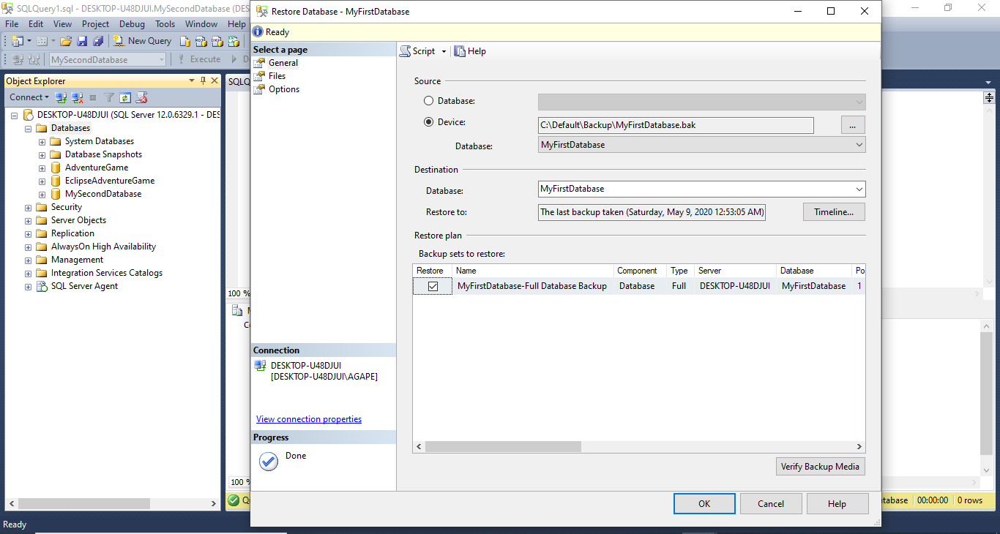 SQLQuery1.sql - DESKTOP-U48DJUI.MySecondDatabase (DES
File Edit View Project Debug Tools Window Help
New Query
MySecondDatabase Execute D
Object Explorer
Connect
DESKTOP-U48DJUI (SQL Server 12.0.6329.1 - DES
Databases
System Databases
Database Snapshots
AdventureGame
EclipseAdventureGame
MySecondDatabase
Security
Server Objects
Replication
AlwaysOn High Availability
Management
Integration Services Catalogs
SQL Server Agent
SQLQ
100 %
100 %
Restore Database - MyFirstDatabase
Ready
Select a page
General
Files
Options
Connection
DESKTOP-U48DJUI
[DESKTOP-U48DJUI\AGAPE]
View connection properties
Progress
Done
Script Help
Source
Database:
Device: C:\Default\Backup\MyFirstDatabase.bak ...
Database: MyFirstDatabase
Destination
Database: MyFirstDatabase
Restore to: The last backup taken (Saturday, May 9, 2020 12:53:05 AM) Timeline...
Restore plan
Backup sets to restore:
Restore Name Component Type Server Database Po
MyFirstDatabase-Full Database Backup Database Full DESKTOP-U48DJUI MyFirstDatabase 1
Verify Backup Media
OK Cancel Help
tabase 00:00:00 0 rows
Ready